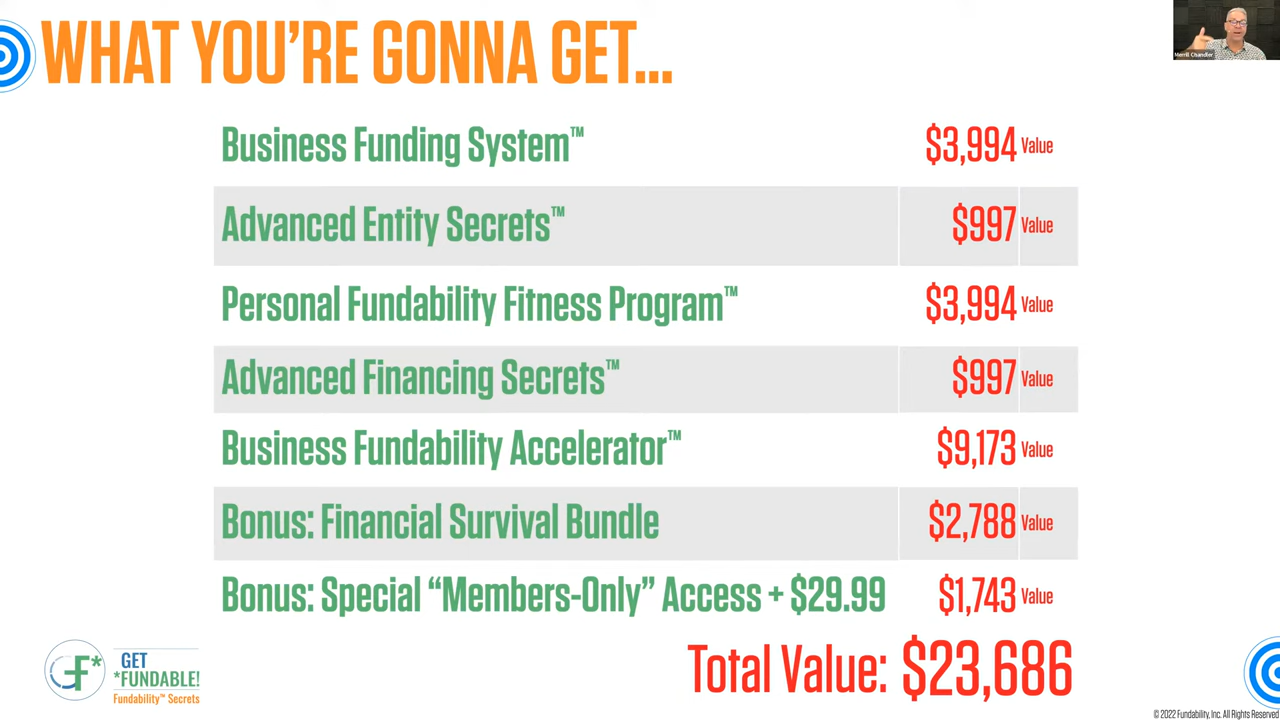 WHAT YOU'RE GONNA GET...
Merrill Chandler
Business Funding System™ $3,994 Value
Advanced Entity Secrets™ $997 Value
Personal Fundability Fitness Program™ $3,994 Value
Advanced Financing Secrets™ $997 Value
Business Fundability Accelerator™ $9,173 Value
Bonus: Financial Survival Bundle $2,788 Value
Bonus: Special “Members-Only” Access + $29.99 $1,743 Value
Total Value: $23,686
F*
GET
*FUNDABLE!
Fundability™ Secrets
© 2022 Fundability, Inc. All Rights Reserved